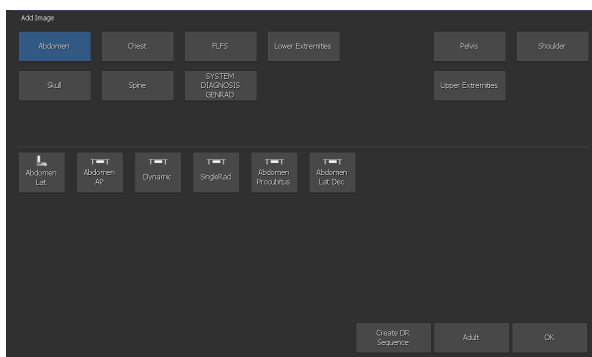 Add Image
Abdomen
Chest
FLFS
Lower Extremities
Pelvis
Shoulder
Skull
Spine
SYSTEM
DIAGNOSIS
GENRAD
Upper Extremities
Abdomen
Lat
Abdomen
AP
Dynamic
SingleRad
Abdomen
Procubitus
Abdomen
Lat Dec
Create DR
Sequence
Adult
OK